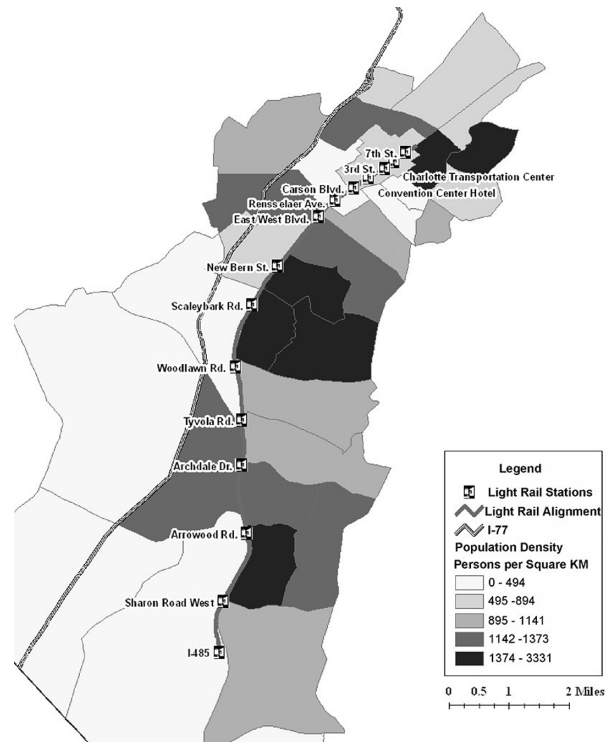 7th St.
3rd St.
Charlotte Transportation Center
Carson Blvd.
Convention Center Hotel
Rensselaer Ave.
East West Blvd.
New Bern St.
Scaleybark Rd.
Woodlawn Rd.
Tyvola Rd.
Archdale Dr.
Arrowood Rd.
Sharon Road West
I-485
Legend
Light Rail Stations
Light Rail Alignment
I-77
Population Density
Persons per Square KM
0 - 494
495 -894
895 - 1141
1142 -1373
1374 - 3331
0 0.5 1 2 Miles